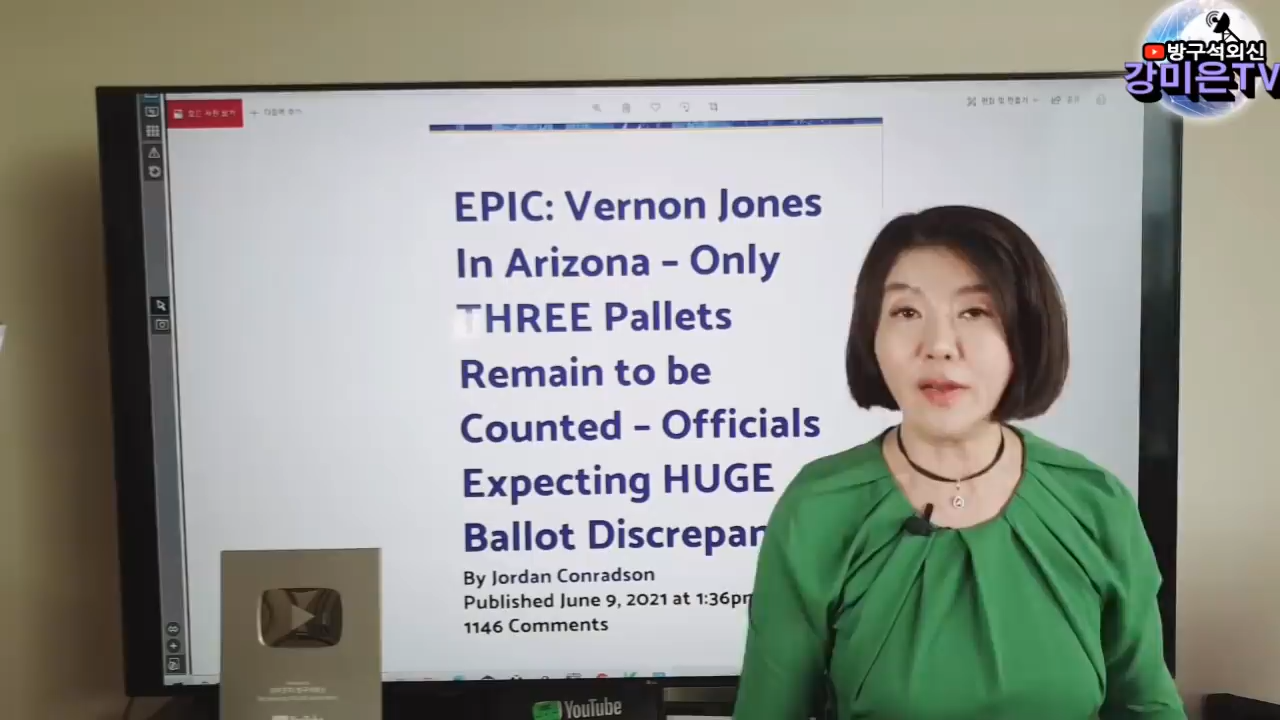 방구석외신
강미은TV
EPIC: Vernon Jones
In Arizona – Only
THREE Pallets
Remain to be
Counted – Officials
Expecting HUGE
Ballot Discrepan
By Jordan Conradson
Published June 9, 2021 at 1:36pm
1146 Comments
YouTube